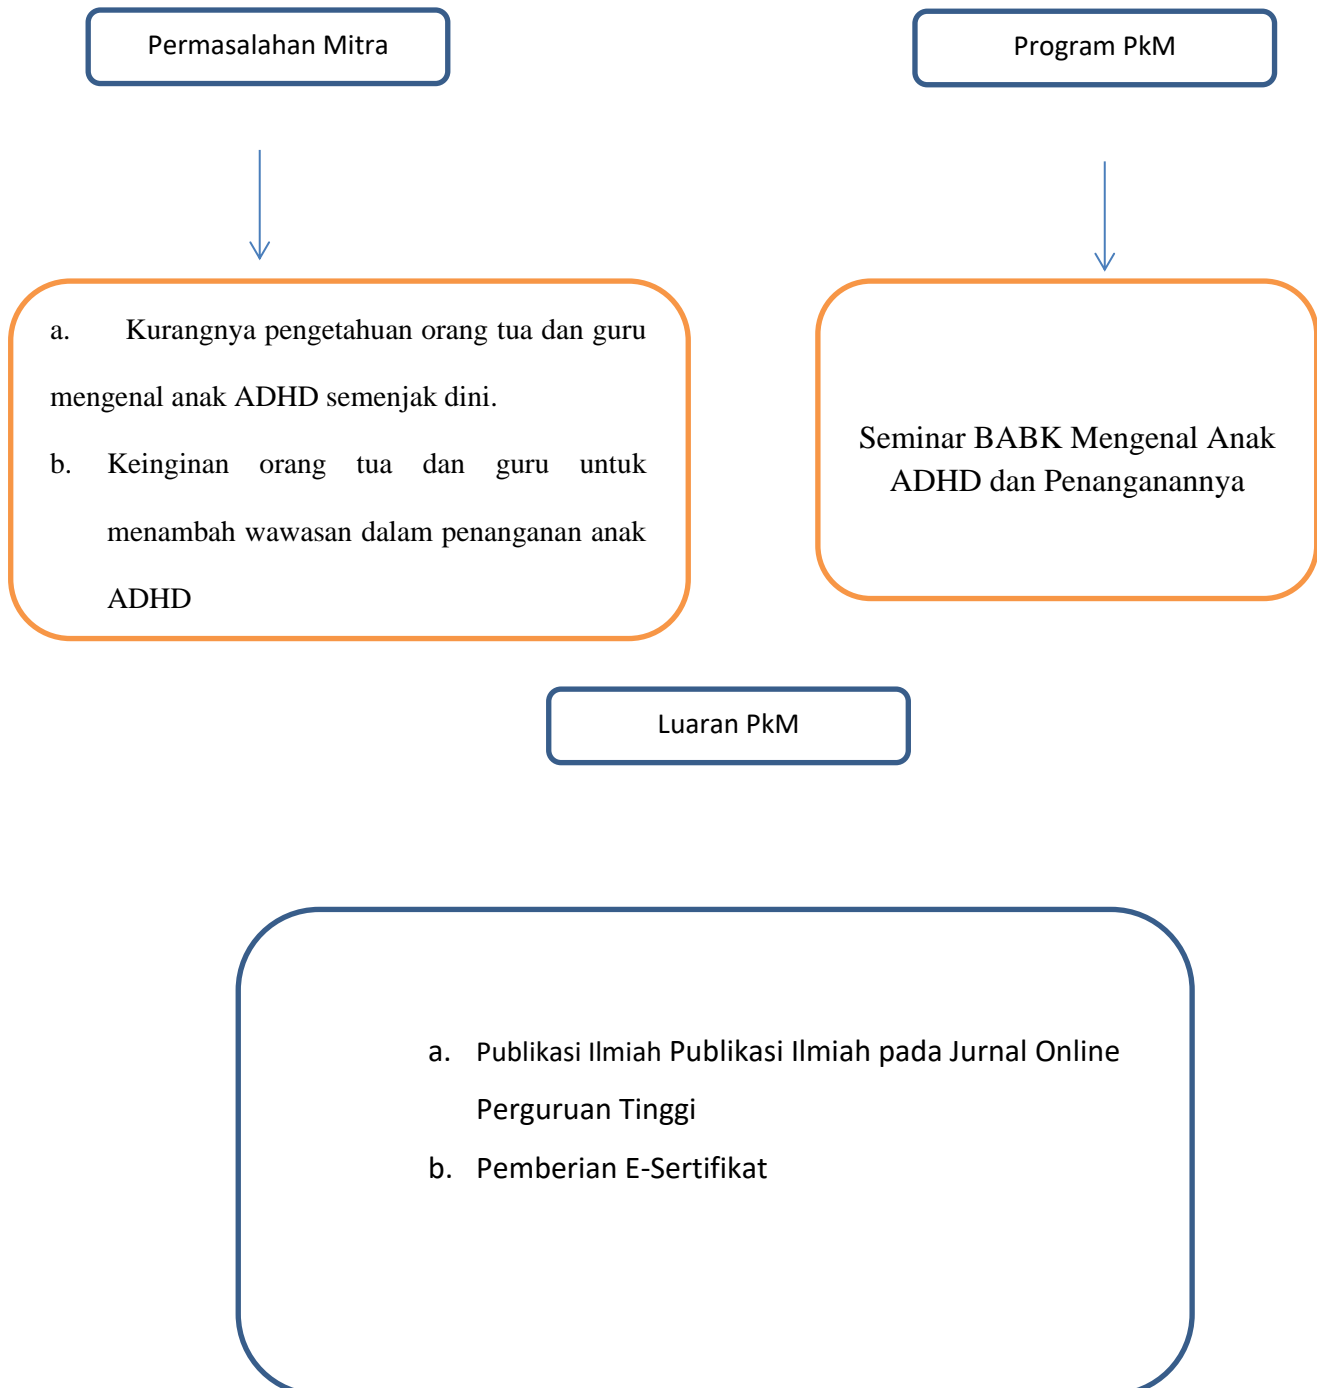 Permasalahan Mitra
Program PkM
a. Kurangnya pengetahuan orang tua dan guru
mengenal anak ADHD semenjak dini.
b. Keinginan orang tua dan guru untuk
menambah wawasan dalam penanganan anak
ADHD
Seminar BABK Mengenal Anak
ADHD dan Penanganannya
Luaran PkM
a. Publikasi Ilmiah Publikasi Ilmiah pada Jurnal Online
Perguruan Tinggi
b. Pemberian E-Sertifikat